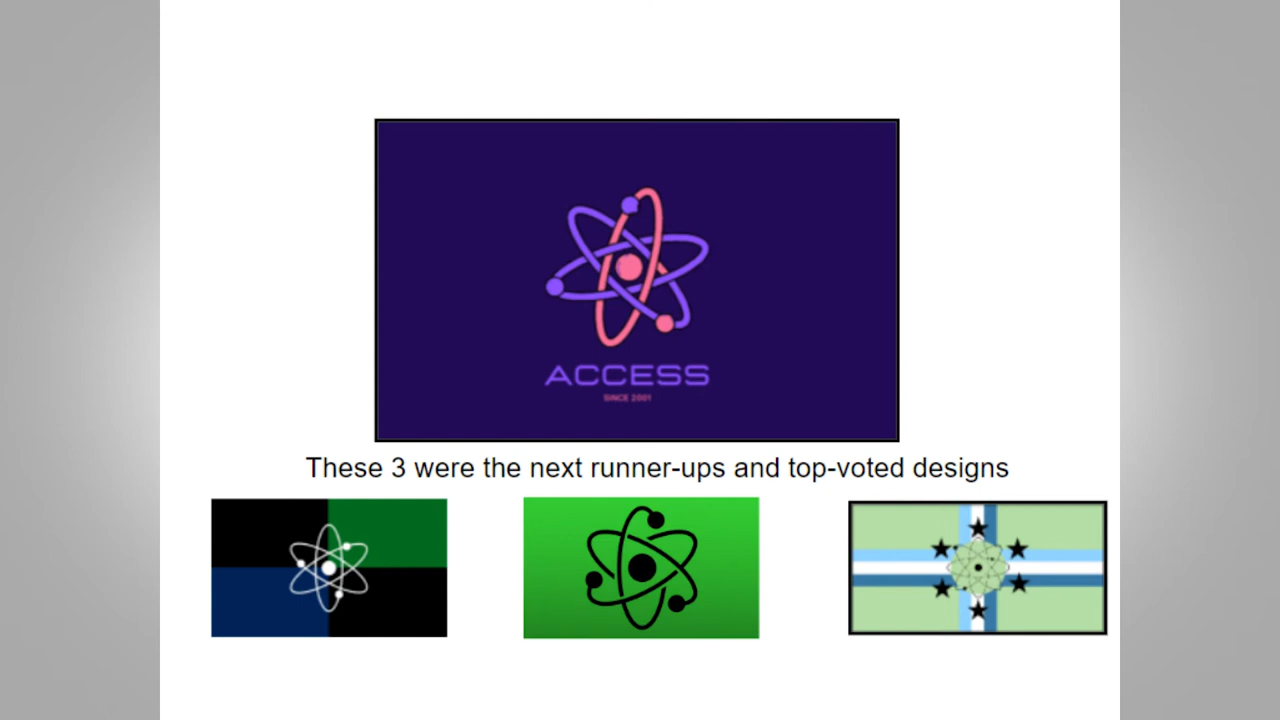 ACCESS
SINCE 2001
These 3 were the next runner-ups and top-voted designs